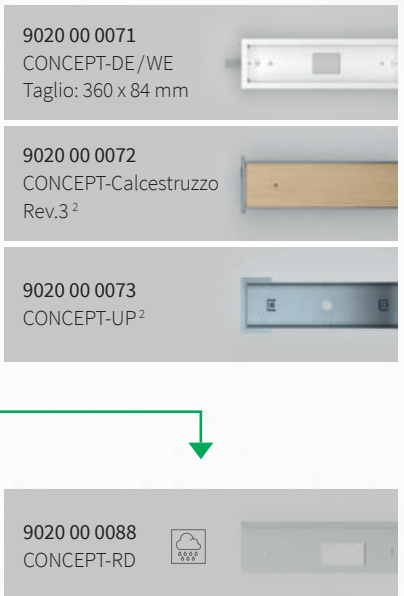 9020 00 0071
CONCEPT-DE/WE
Taglio: 360 x 84 mm
9020 00 0072
CONCEPT-Calcestruzzo
Rev.3 ²
9020 00 0073
CONCEPT-UP ²
9020 00 0088
CONCEPT-RD